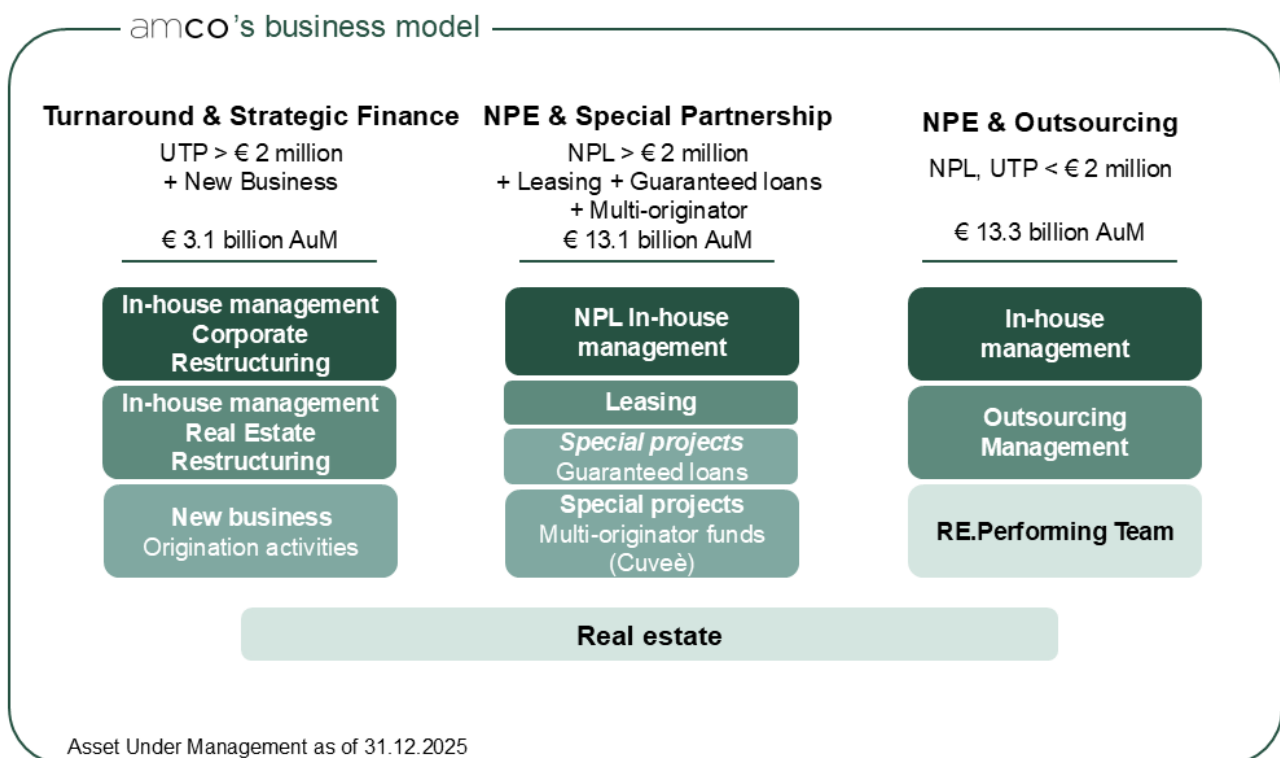 amco's business model
Turnaround & Strategic Finance
UTP > € 2 million
+ New Business
€ 3.1 billion AuM
In-house management
Corporate
Restructuring
In-house management
Real Estate
Restructuring
New business
Origination activities
NPE & Special Partnership
NPL > € 2 million
+ Leasing + Guaranteed loans
+ Multi-originator
€ 13.1 billion AuM
NPL In-house
management
Leasing
Special projects
Guaranteed loans
Special projects
Multi-originator funds
(Cuveè)
NPE & Outsourcing
NPL, UTP < € 2 million
€ 13.3 billion AuM
In-house
management
Outsourcing
Management
RE.Performing Team
Real estate
Asset Under Management as of 31.12.2025